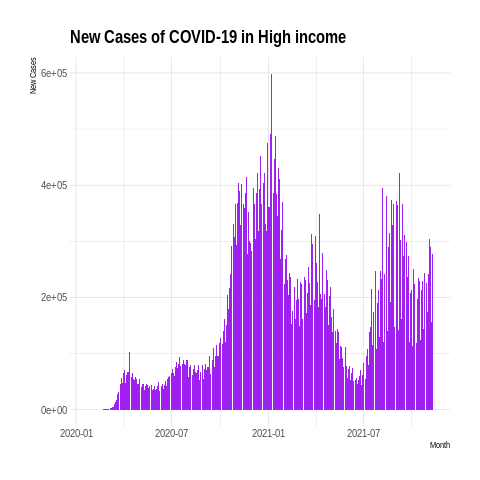 New Cases of COVID-19 in High income
New Cases
6e+05
4e+05
2e+05
0e+00
2020-01 2020-07 2021-01 2021-07
Month